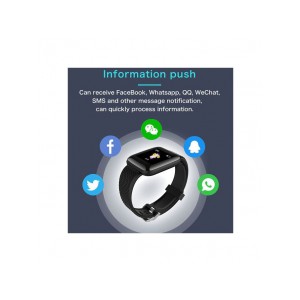 Information push
Can receive FaceBook, Whatsapp, QQ, WeChat,
SMS and other message notification,
can quickly process information.